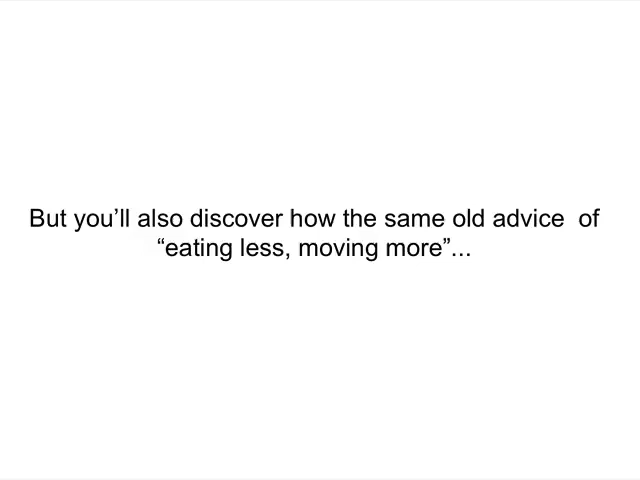 But you’ll also discover how the same old advice  of
“eating less, moving more”...